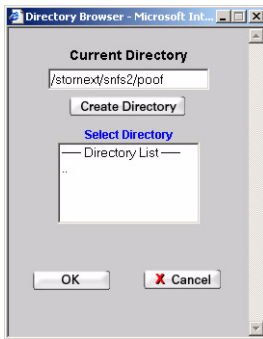 Directory Browser - Microsoft Int...
Current Directory
/stornext/snfs2/poof
Create Directory
Select Directory
---- Directory List ----
..
OK
X Cancel